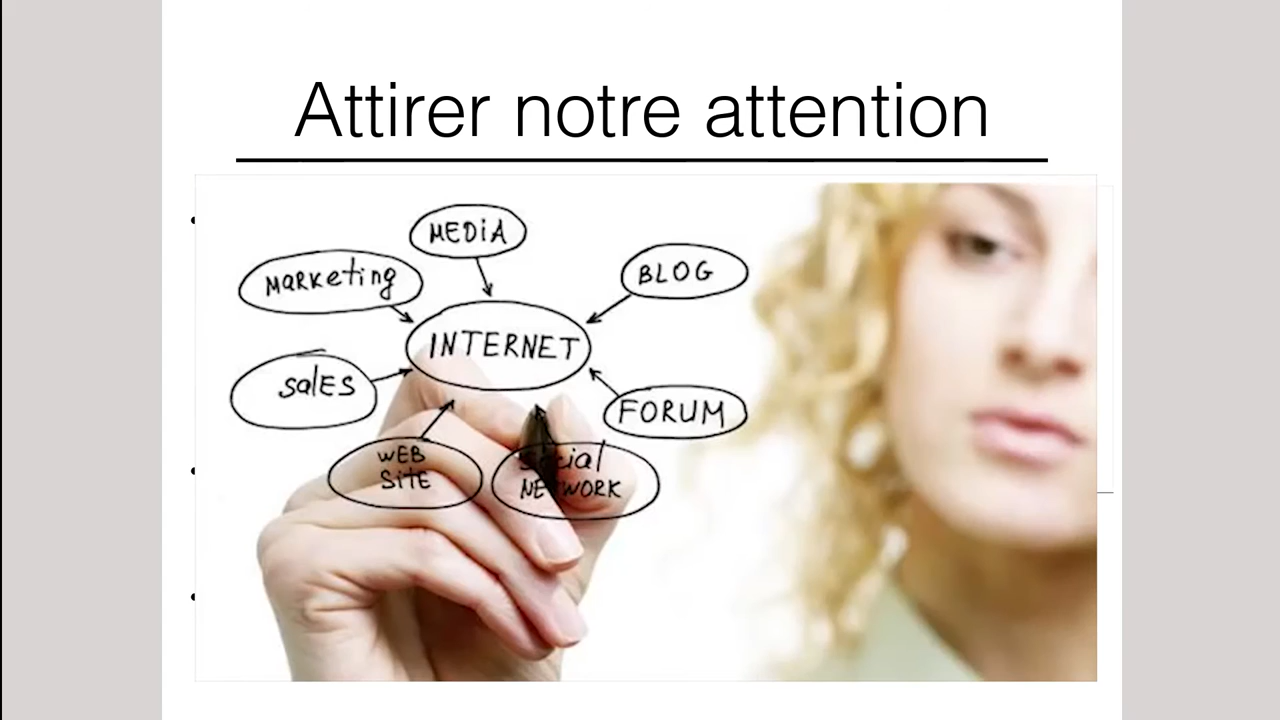 Attirer notre attention
MEDiA
MARKeting
BLOG
INTERNET
SalES
FORUM
WEB
SiTE
Social
NETWORK